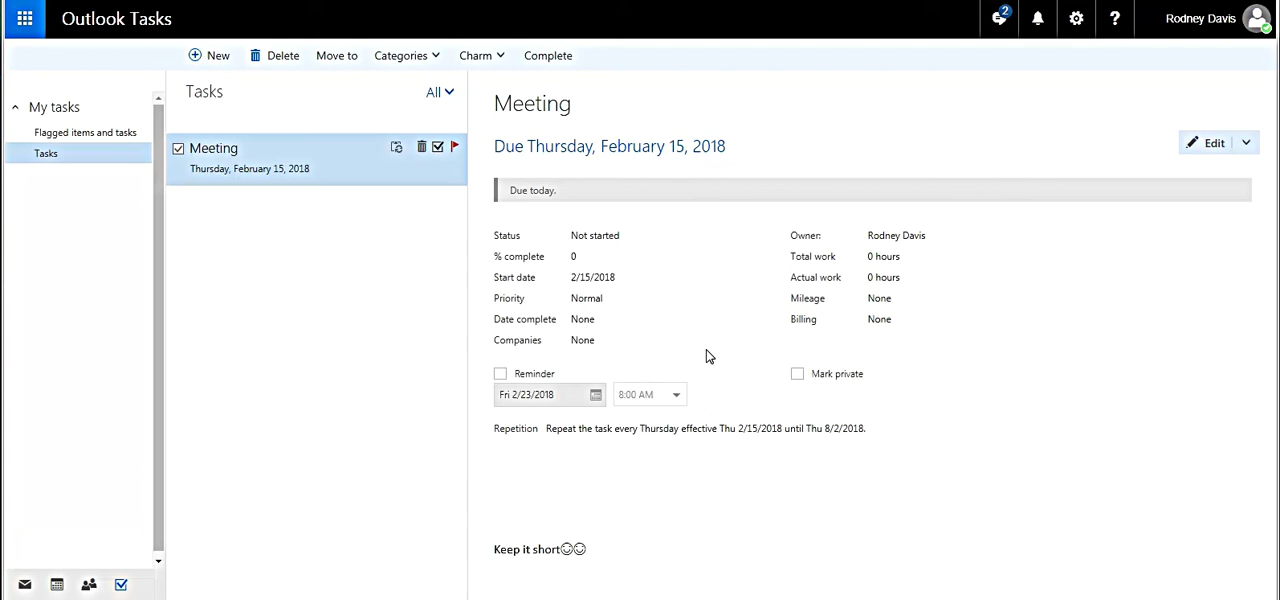 Outlook Tasks
2
Rodney Davis
New Delete Move to Categories Charm Complete
My tasks
Flagged items and tasks
Tasks
Tasks
All
Meeting
Thursday, February 15, 2018
Meeting
Due Thursday, February 15, 2018
Edit
Due today.
Status Not started
% complete 0
Start date 2/15/2018
Priority Normal
Date complete None
Companies None
Owner: Rodney Davis
Total work 0 hours
Actual work 0 hours
Mileage None
Billing None
Reminder
Mark private
Fri 2/23/2018 8:00 AM
Repetition Repeat the task every Thursday effective Thu 2/15/2018 until Thu 8/2/2018.
Keep it short☺☺